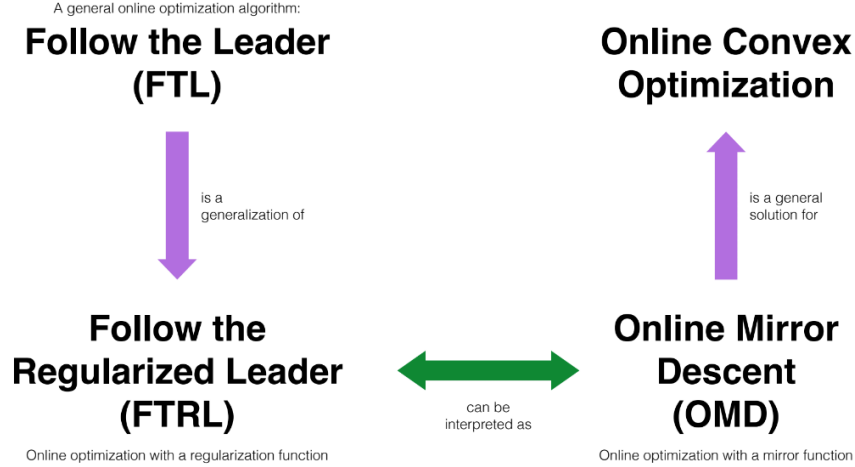 A general online optimization algorithm:
Follow the Leader
(FTL)
Online Convex
Optimization
is a
generalization of
is a general
solution for
Follow the
Regularized Leader
(FTRL)
Online optimization with a regularization function
can be
interpreted as
Online Mirror
Descent
(OMD)
Online optimization with a mirror function